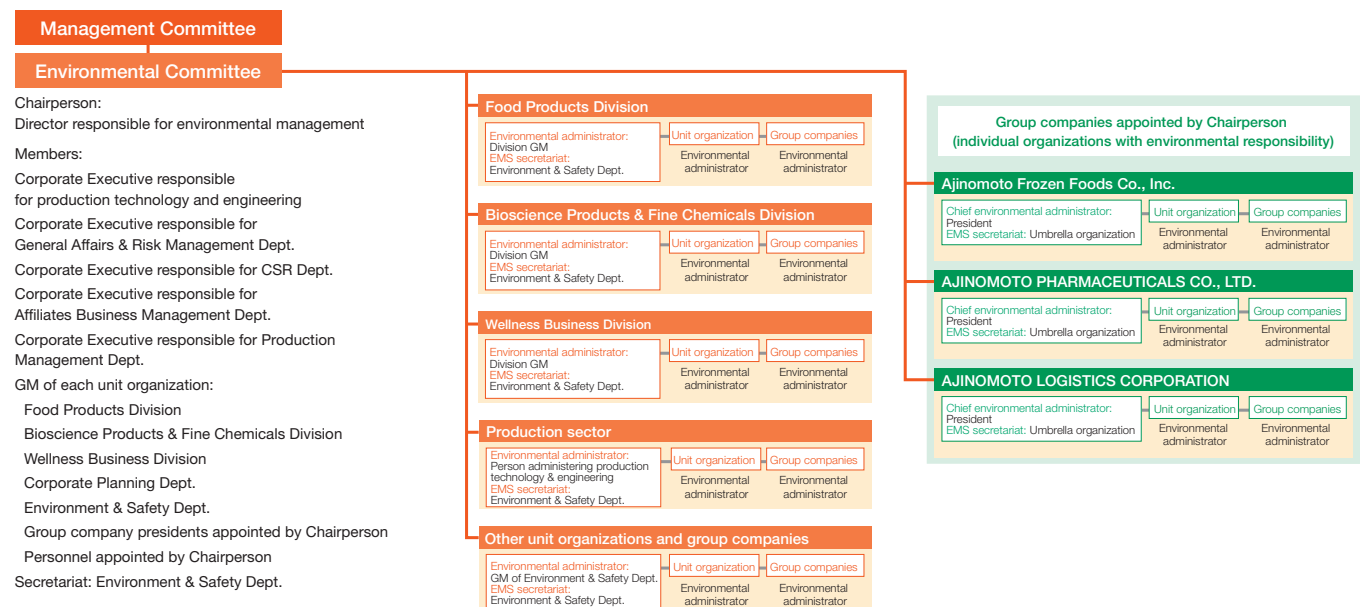 Management Committee
Environmental Committee
Chairperson:
Director responsible for environmental management
Members:
Corporate Executive responsible
for production technology and engineering
Corporate Executive responsible for
General Affairs & Risk Management Dept.
Corporate Executive responsible for CSR Dept.
Corporate Executive responsible for
Affiliates Business Management Dept.
Corporate Executive responsible for Production
Management Dept.
GM of each unit organization:
Food Products Division
Bioscience Products & Fine Chemicals Division
Wellness Business Division
Corporate Planning Dept.
Environment & Safety Dept.
Group company presidents appointed by Chairperson
Personnel appointed by Chairperson
Secretariat: Environment & Safety Dept.
Food Products Division
Environmental administrator:
Division GM
EMS secretariat:
Environment & Safety Dept.
Unit organization
Environmental
administrator
Group companies
Environmental
administrator
Bioscience Products & Fine Chemicals Division
Environmental administrator:
Division GM
EMS secretariat:
Environment & Safety Dept.
Unit organization
Environmental
administrator
Group companies
Environmental
administrator
Wellness Business Division
Environmental administrator:
Division GM
EMS secretariat:
Environment & Safety Dept.
Unit organization
Environmental
administrator
Group companies
Environmental
administrator
Production sector
Environmental administrator:
Person administering production
technology & engineering
EMS secretariat:
Environment & Safety Dept.
Unit organization
Environmental
administrator
Group companies
Environmental
administrator
Other unit organizations and group companies
Environmental administrator:
GM of Environment & Safety Dept.
EMS secretariat:
Environment & Safety Dept.
Unit organization
Environmental
administrator
Group companies
Environmental
administrator
Group companies appointed by Chairperson
(individual organizations with environmental responsibility)
Ajinomoto Frozen Foods Co., Inc.
Chief environmental administrator:
President
EMS secretariat: Umbrella organization
Unit organization
Environmental
administrator
Group companies
Environmental
administrator
AJINOMOTO PHARMACEUTICALS CO., LTD.
Chief environmental administrator:
President
EMS secretariat: Umbrella organization
Unit organization
Environmental
administrator
Group companies
Environmental
administrator
AJINOMOTO LOGISTICS CORPORATION
Chief environmental administrator:
President
EMS secretariat: Umbrella organization
Unit organization
Environmental
administrator
Group companies
Environmental
administrator